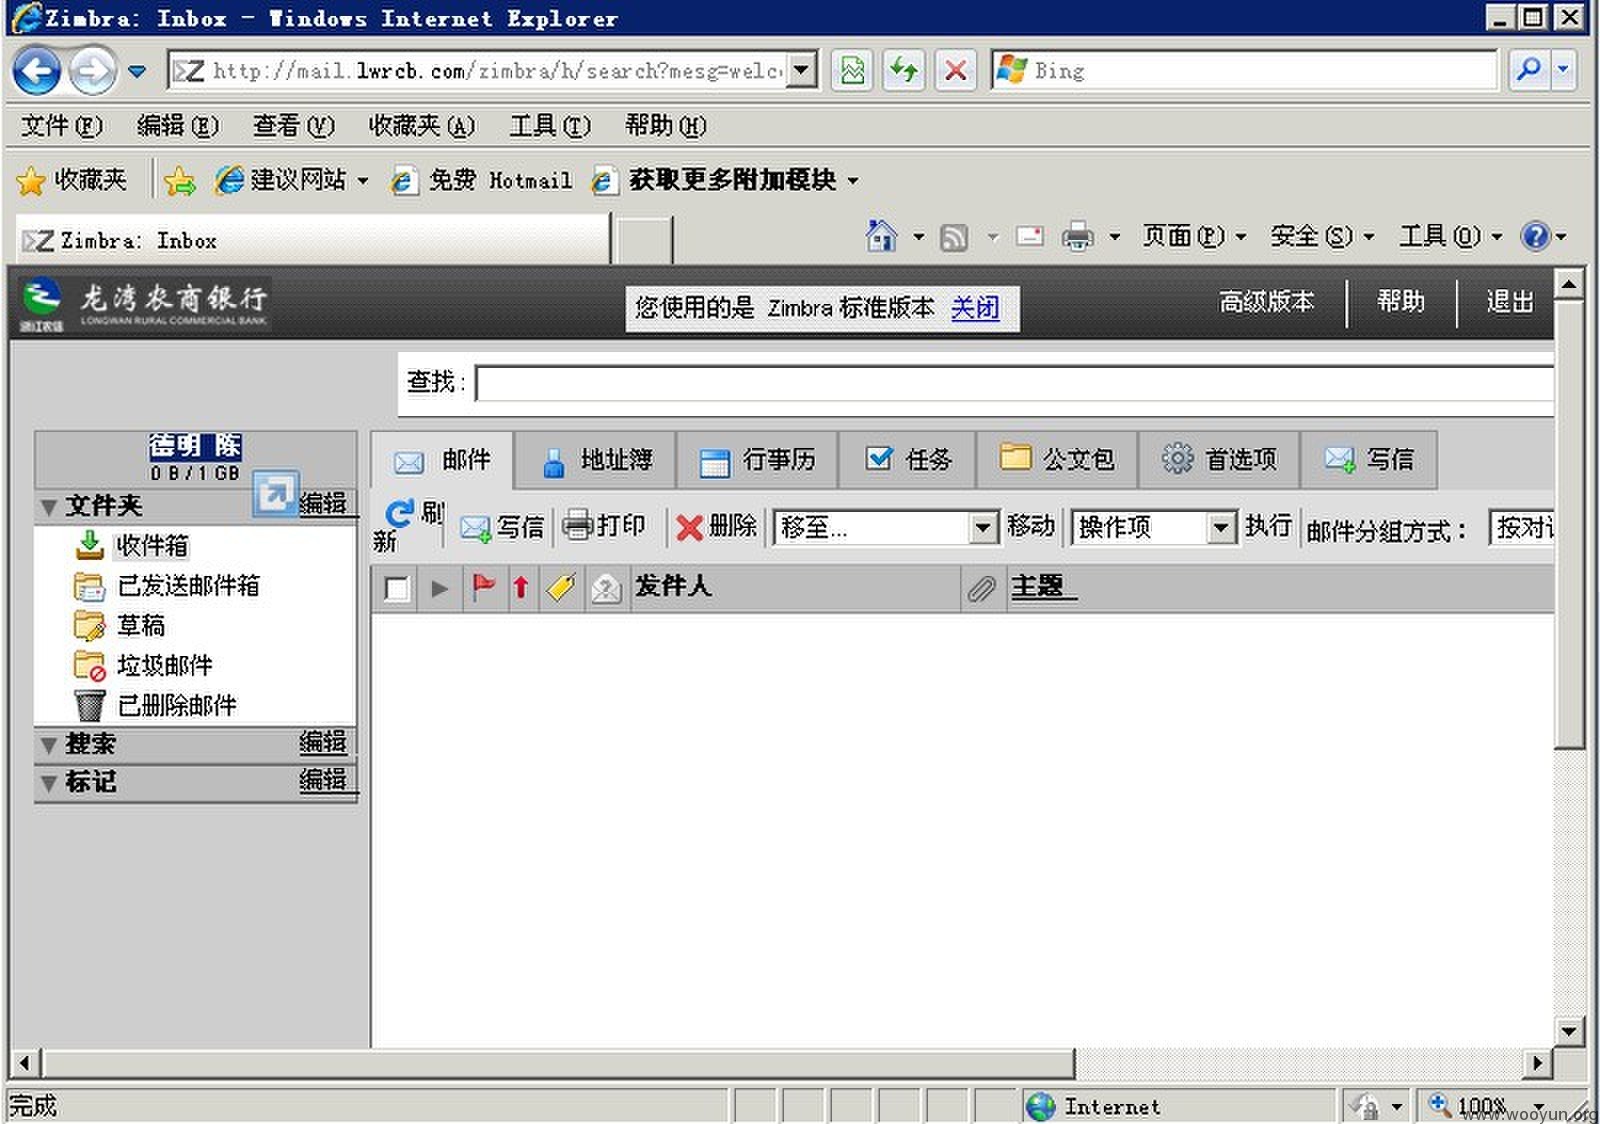 Zimbra: Inbox - Windows Internet Explorer
http://mail.lwrcb.com/zimbra/h/search?mesg=welc
Bing
文件(F) 编辑(E) 查看(V) 收藏夹(A) 工具(T) 帮助(H)
收藏夹 建议网站 免费 Hotmail 获取更多附加模块
Zimbra: Inbox
页面(P) 安全(S) 工具(O)
龙湾农商银行
LONGWAN RURAL COMMERCIAL BANK
浙江农信
您使用的是 Zimbra 标准版本 关闭
高级版本 帮助 退出
查找:
德明 陈
0 B / 1 GB
文件夹 编辑
收件箱
已发送邮件箱
草稿
垃圾邮件
已删除邮件
搜索 编辑
标记 编辑
邮件 地址簿 行事历 任务 公文包 首选项 写信
刷新 写信 打印 删除 移至... 移动 操作项 执行 邮件分组方式: 按对
发件人 主题
完成
Internet
100%
www.wooyun.org